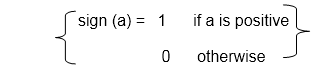 sign (a) = 1 if a is positive
0 otherwise